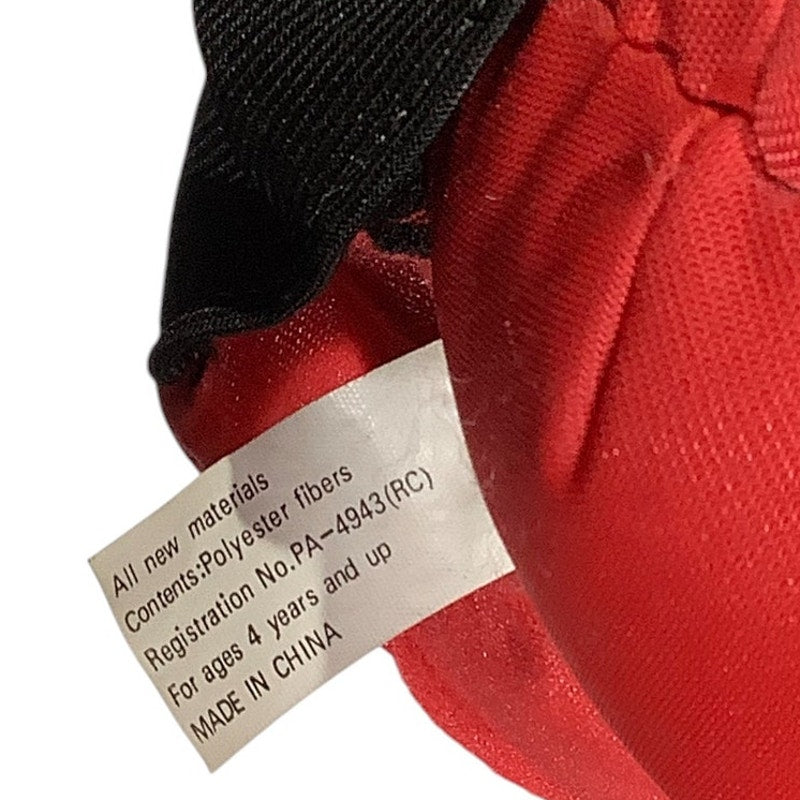 All new materials
Contents:Polyester fibers
Registration No.PA-4943(RC)
For ages 4 years and up
MADE IN CHINA